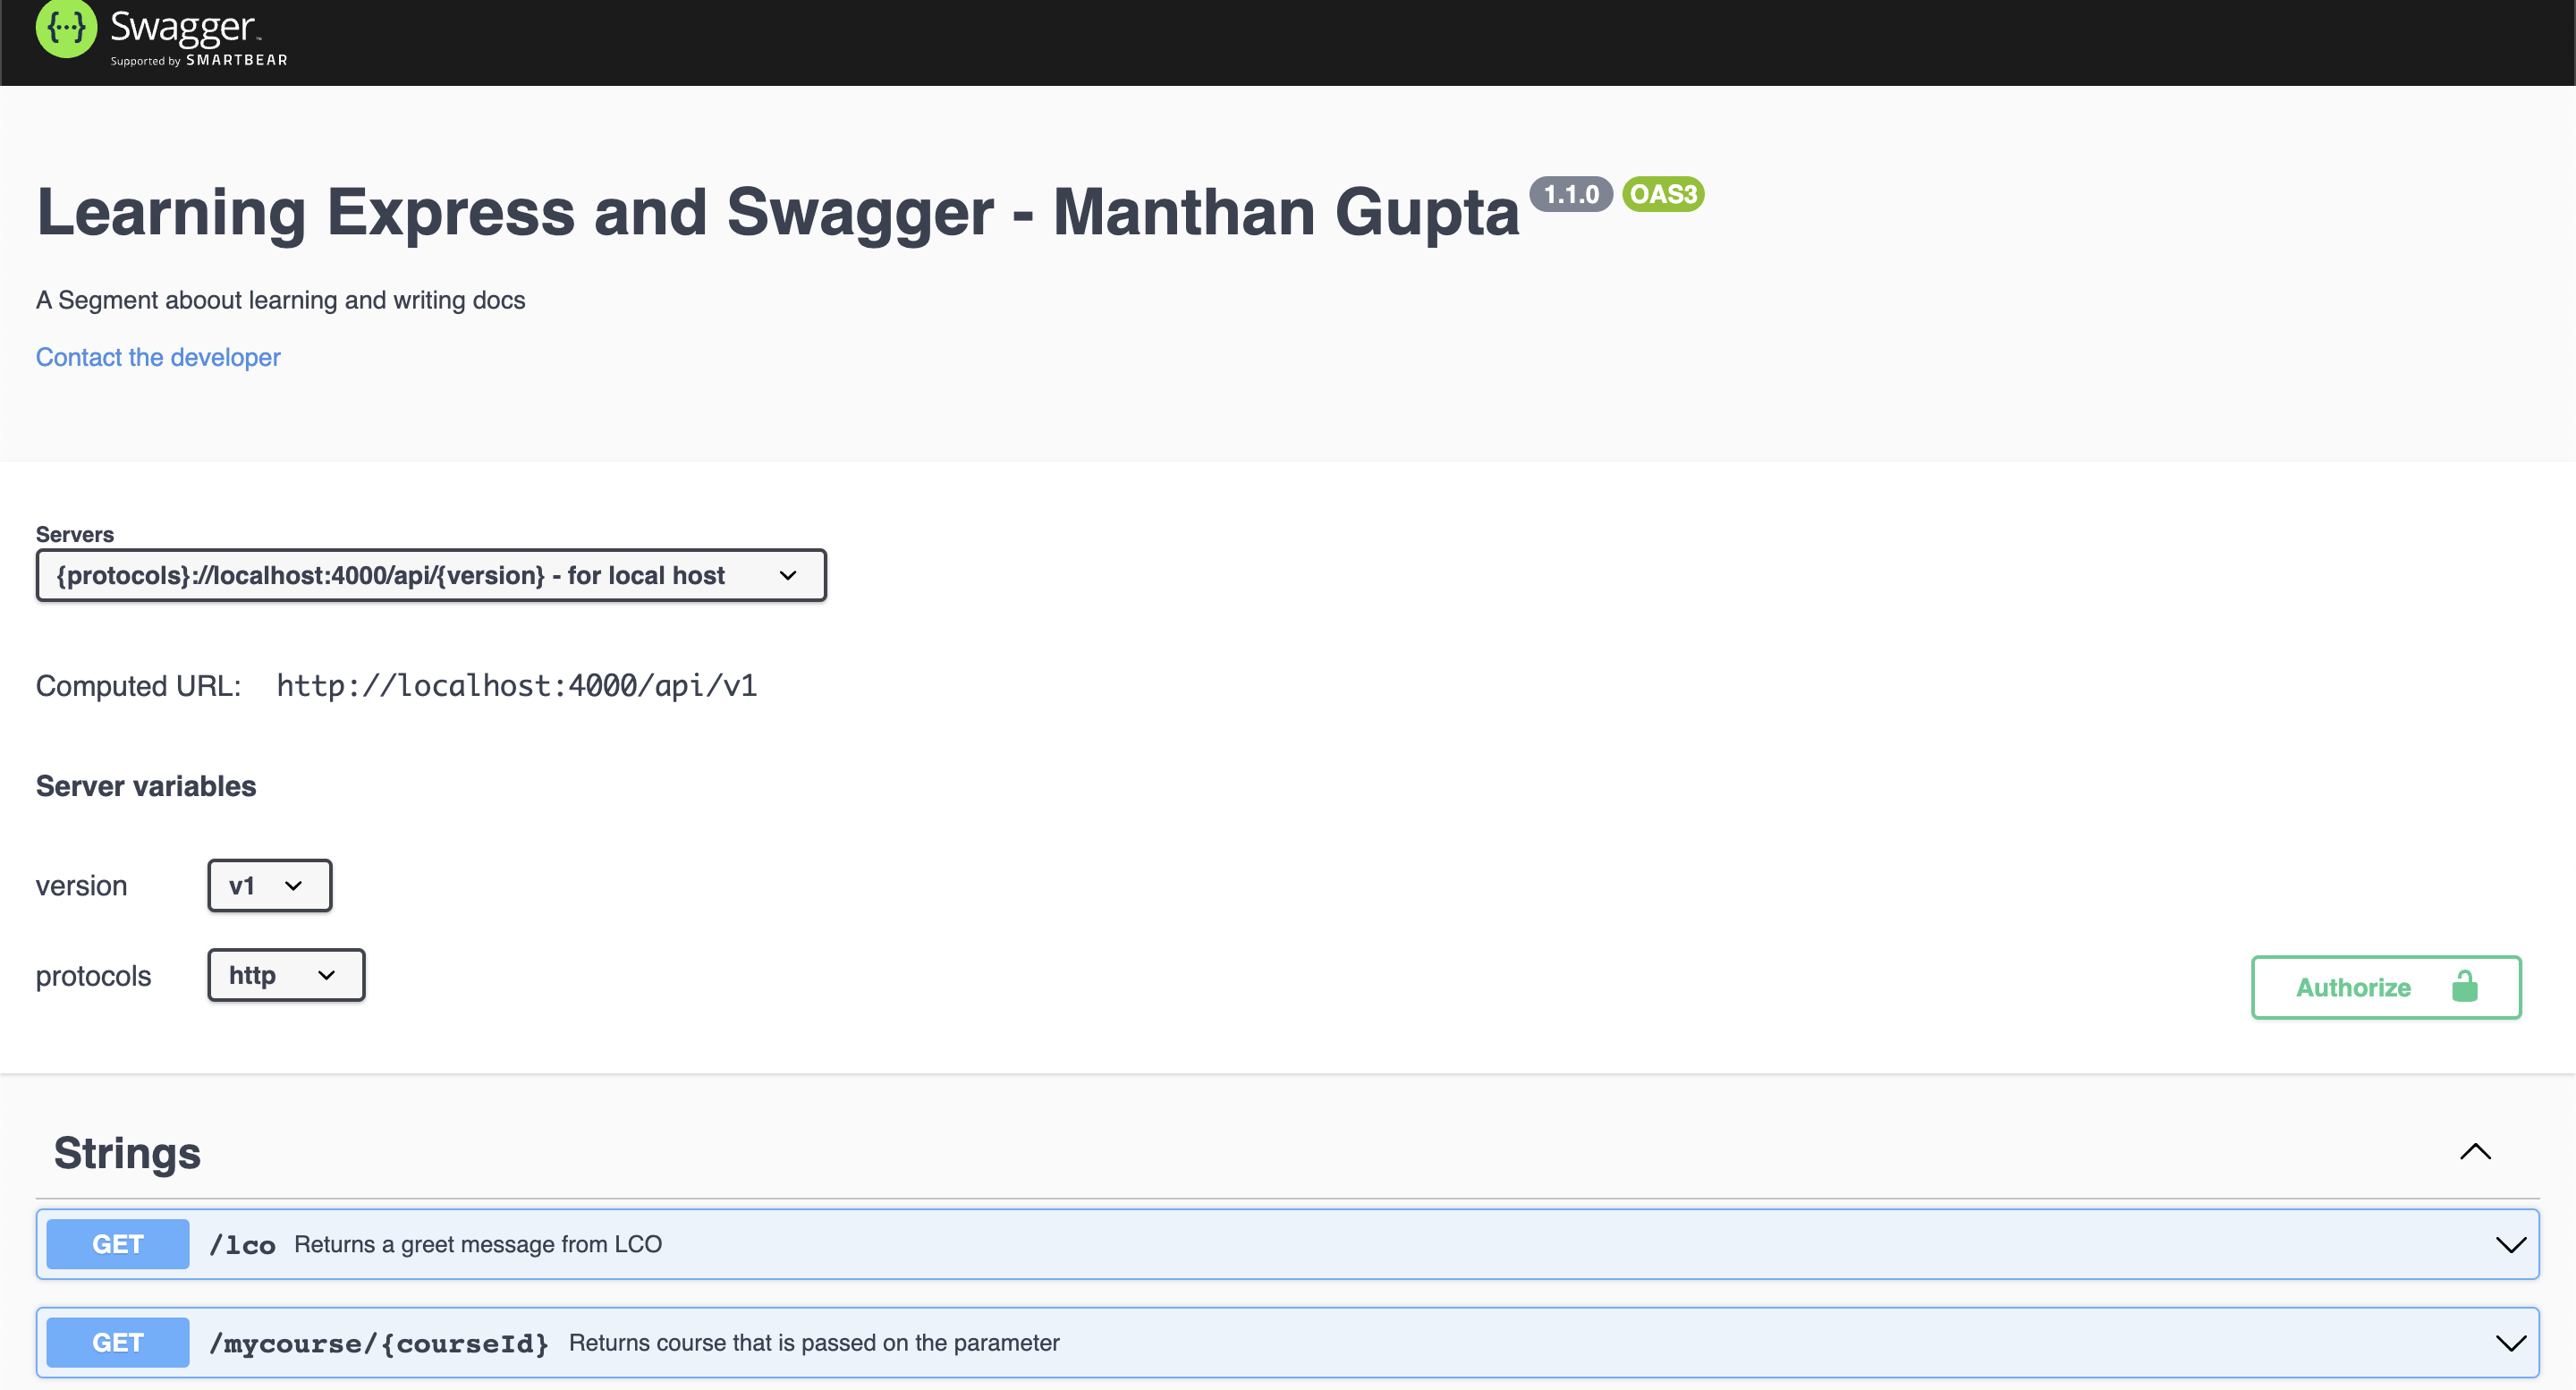 {···} Swagger™
Supported by SMARTBEAR
Learning Express and Swagger - Manthan Gupta 1.1.0 OAS3
A Segment aboout learning and writing docs
Contact the developer
Servers
{protocols}://localhost:4000/api/{version} - for local host
Computed URL: http://localhost:4000/api/v1
Server variables
version v1
protocols http
Authorize
Strings
GET /lco Returns a greet message from LCO
GET /mycourse/{courseId} Returns course that is passed on the parameter